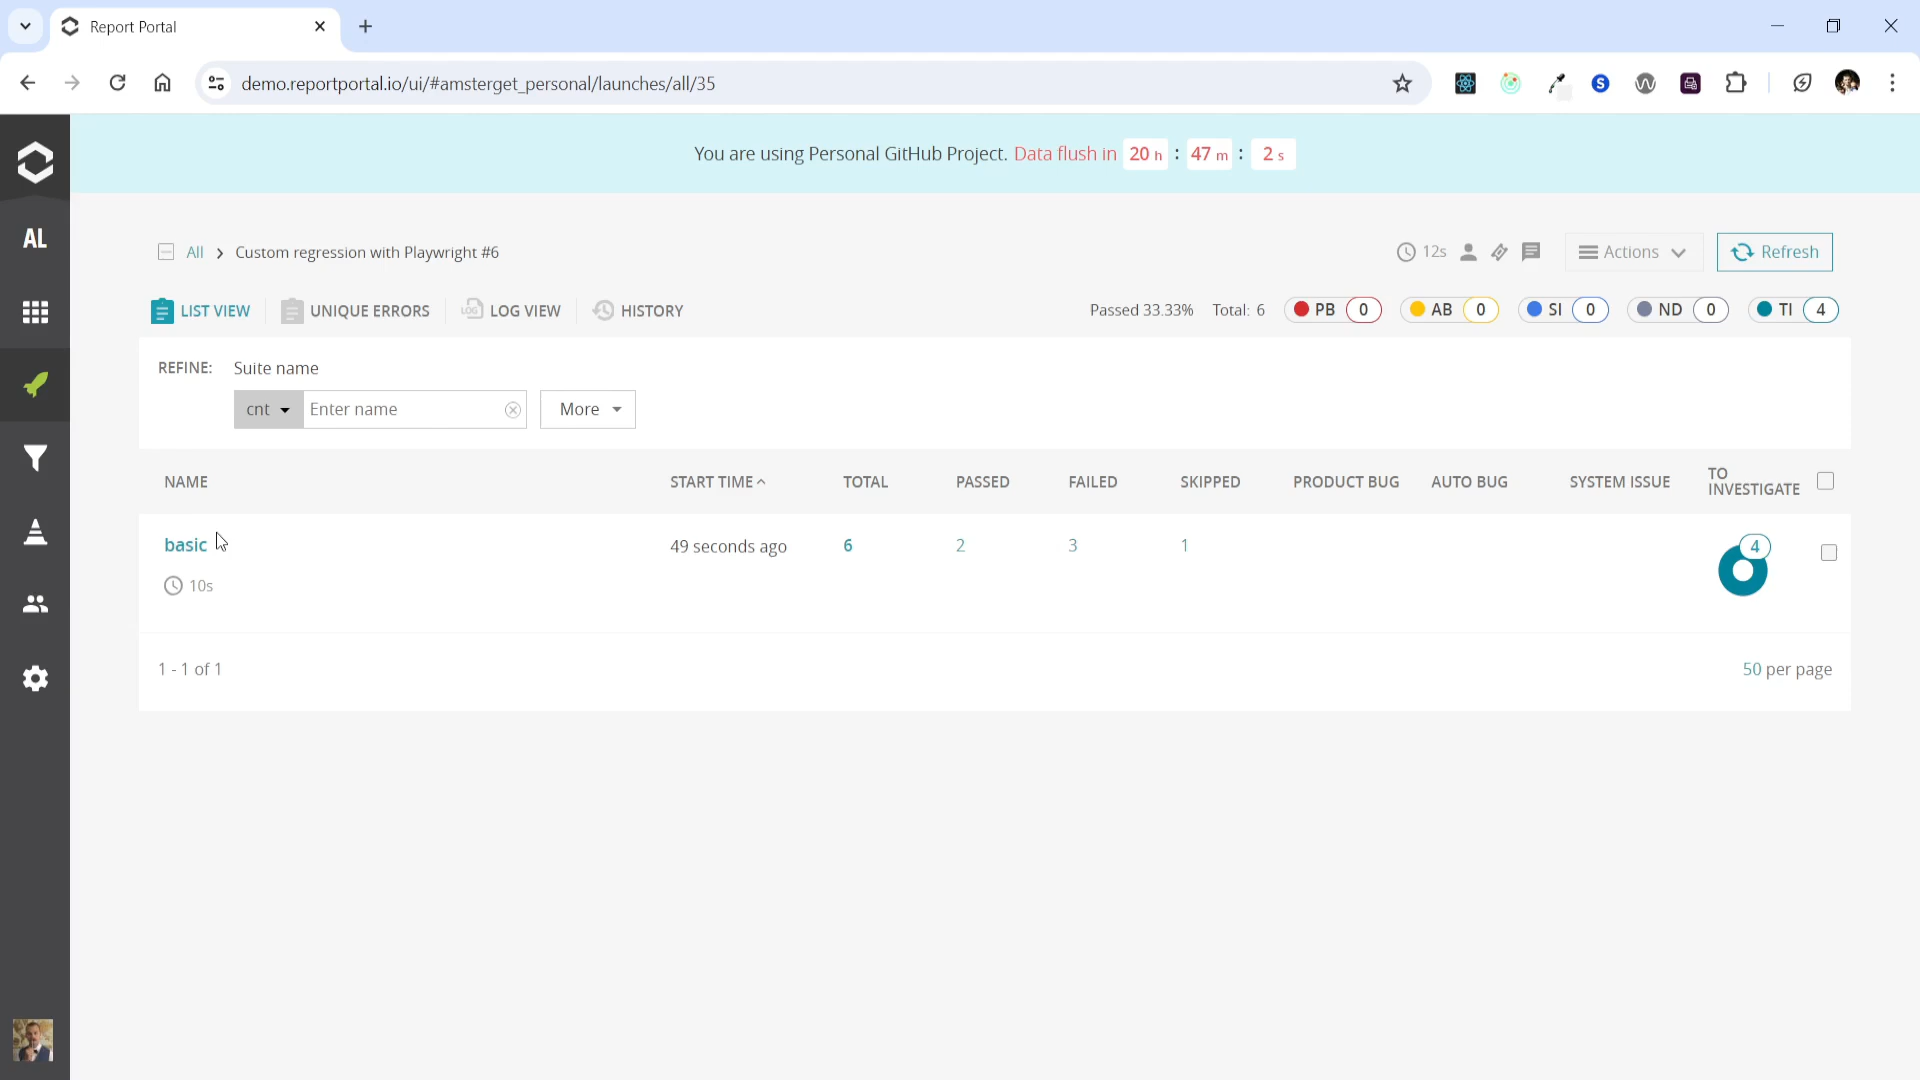 Report Portal
demo.reportportal.io/ui/#amsterget_personal/launches/all/35
S
You are using Personal GitHub Project. Data flush in 20 h : 47 m : 2 s
AL
All > Custom regression with Playwright #6
12s
Actions
Refresh
LIST VIEW
UNIQUE ERRORS
LOG
LOG VIEW
HISTORY
Passed 33.33% Total: 6 PB 0 AB 0 SI 0 ND 0 TI 4
REFINE: Suite name
cnt Enter name More
NAME START TIME TOTAL PASSED FAILED SKIPPED PRODUCT BUG AUTO BUG SYSTEM ISSUE TO INVESTIGATE
basic 49 seconds ago 6 2 3 1 4
10s
1 - 1 of 1
50 per page